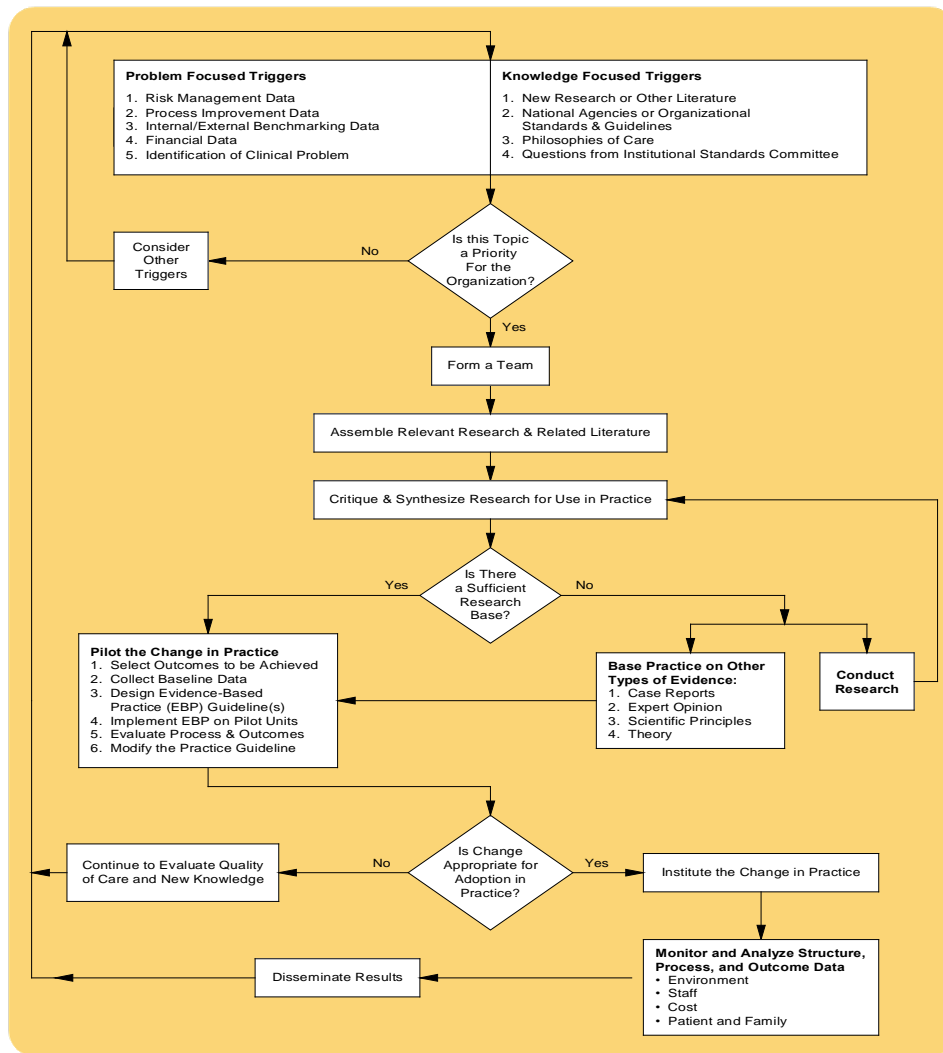 Problem Focused Triggers
1. Risk Management Data
2. Process Improvement Data
3. Internal/External Benchmarking Data
4. Financial Data
5. Identification of Clinical Problem
Knowledge Focused Triggers
1. New Research or Other Literature
2. National Agencies or Organizational
Standards & Guidelines
3. Philosophies of Care
4. Questions from Institutional Standards Committee
Consider
Other
Triggers
No
Is this Topic
a Priority
For the
Organization?
Yes
Form a Team
Assemble Relevant Research & Related Literature
Critique & Synthesize Research for Use in Practice
Yes
Is There
a Sufficient
Research
Base?
No
Pilot the Change in Practice
1. Select Outcomes to be Achieved
2. Collect Baseline Data
3. Design Evidence-Based
Practice (EBP) Guideline(s)
4. Implement EBP on Pilot Units
5. Evaluate Process & Outcomes
6. Modify the Practice Guideline
Base Practice on Other
Types of Evidence:
1. Case Reports
2. Expert Opinion
3. Scientific Principles
4. Theory
Conduct
Research
Continue to Evaluate Quality
of Care and New Knowledge
No
Is Change
Appropriate for
Adoption in
Practice?
Yes
Institute the Change in Practice
Monitor and Analyze Structure,
Process, and Outcome Data
• Environment
• Staff
• Cost
• Patient and Family
Disseminate Results